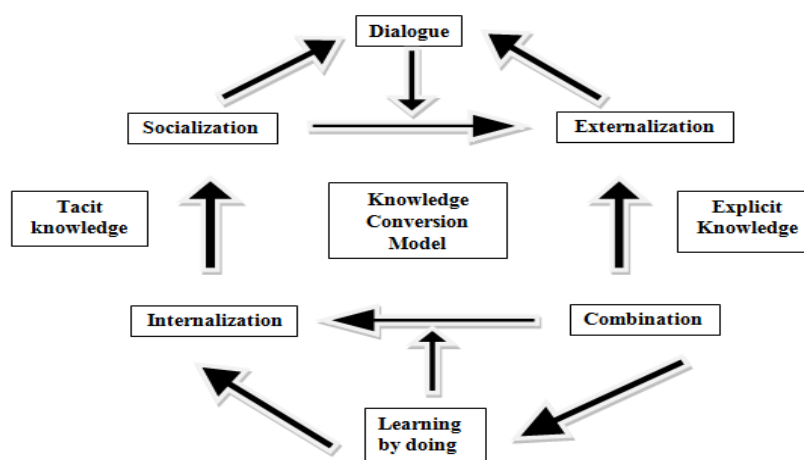 Dialogue
Socialization
Externalization
Tacit
knowledge
Knowledge
Conversion
Model
Explicit
Knowledge
Internalization
Combination
Learning
by doing